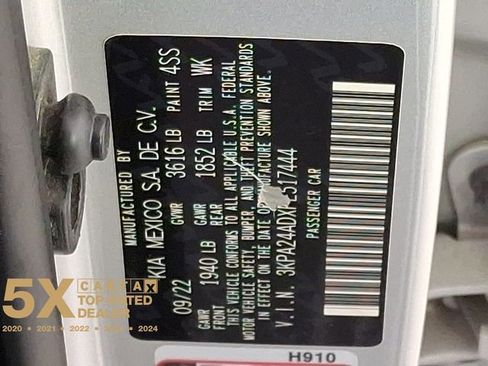 MANUFACTURED BY
KIA MEXICO S.A. DE C.V.
09/22 GVWR 3616 LB PAINT 4SS
GAWR FRONT 1940 LB GAWR REAR 1852 LB TRIM WK
THIS VEHICLE CONFORMS TO ALL APPLICABLE U.S.A. FEDERAL
MOTOR VEHICLE SAFETY, BUMPER, AND THEFT PREVENTION STANDARDS
IN EFFECT ON THE DATE OF MANUFACTURE SHOWN ABOVE.
V.I.N. 3KPA24ADX 517444
PASSENGER CAR
H910
5X CARFAX
TOP-RATED
DEALER
2020 • 2021 • 2022 • 2023 • 2024